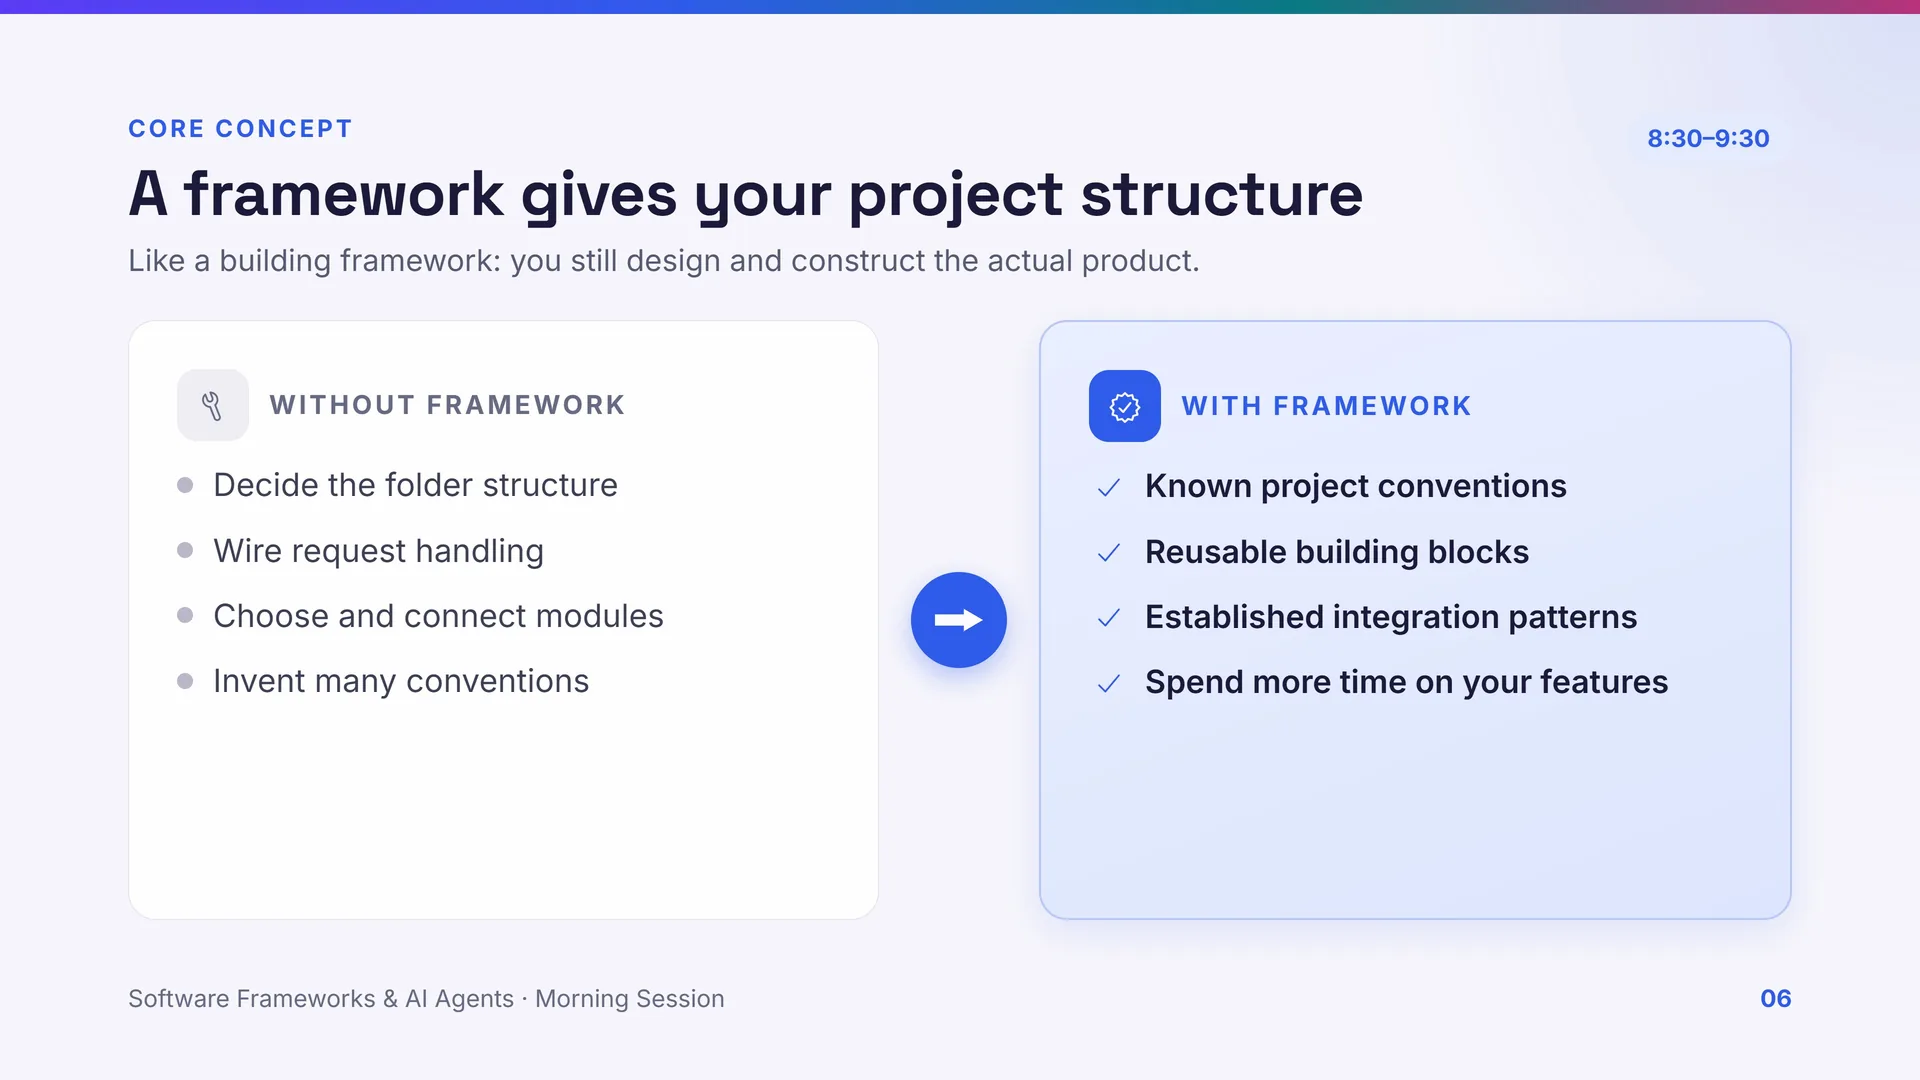 CORE CONCEPT
8:30–9:30
A framework gives your project structure
Like a building framework: you still design and construct the actual product.
WITHOUT FRAMEWORK
Decide the folder structure
Wire request handling
Choose and connect modules
Invent many conventions
WITH FRAMEWORK
Known project conventions
Reusable building blocks
Established integration patterns
Spend more time on your features
Software Frameworks & AI Agents · Morning Session
06